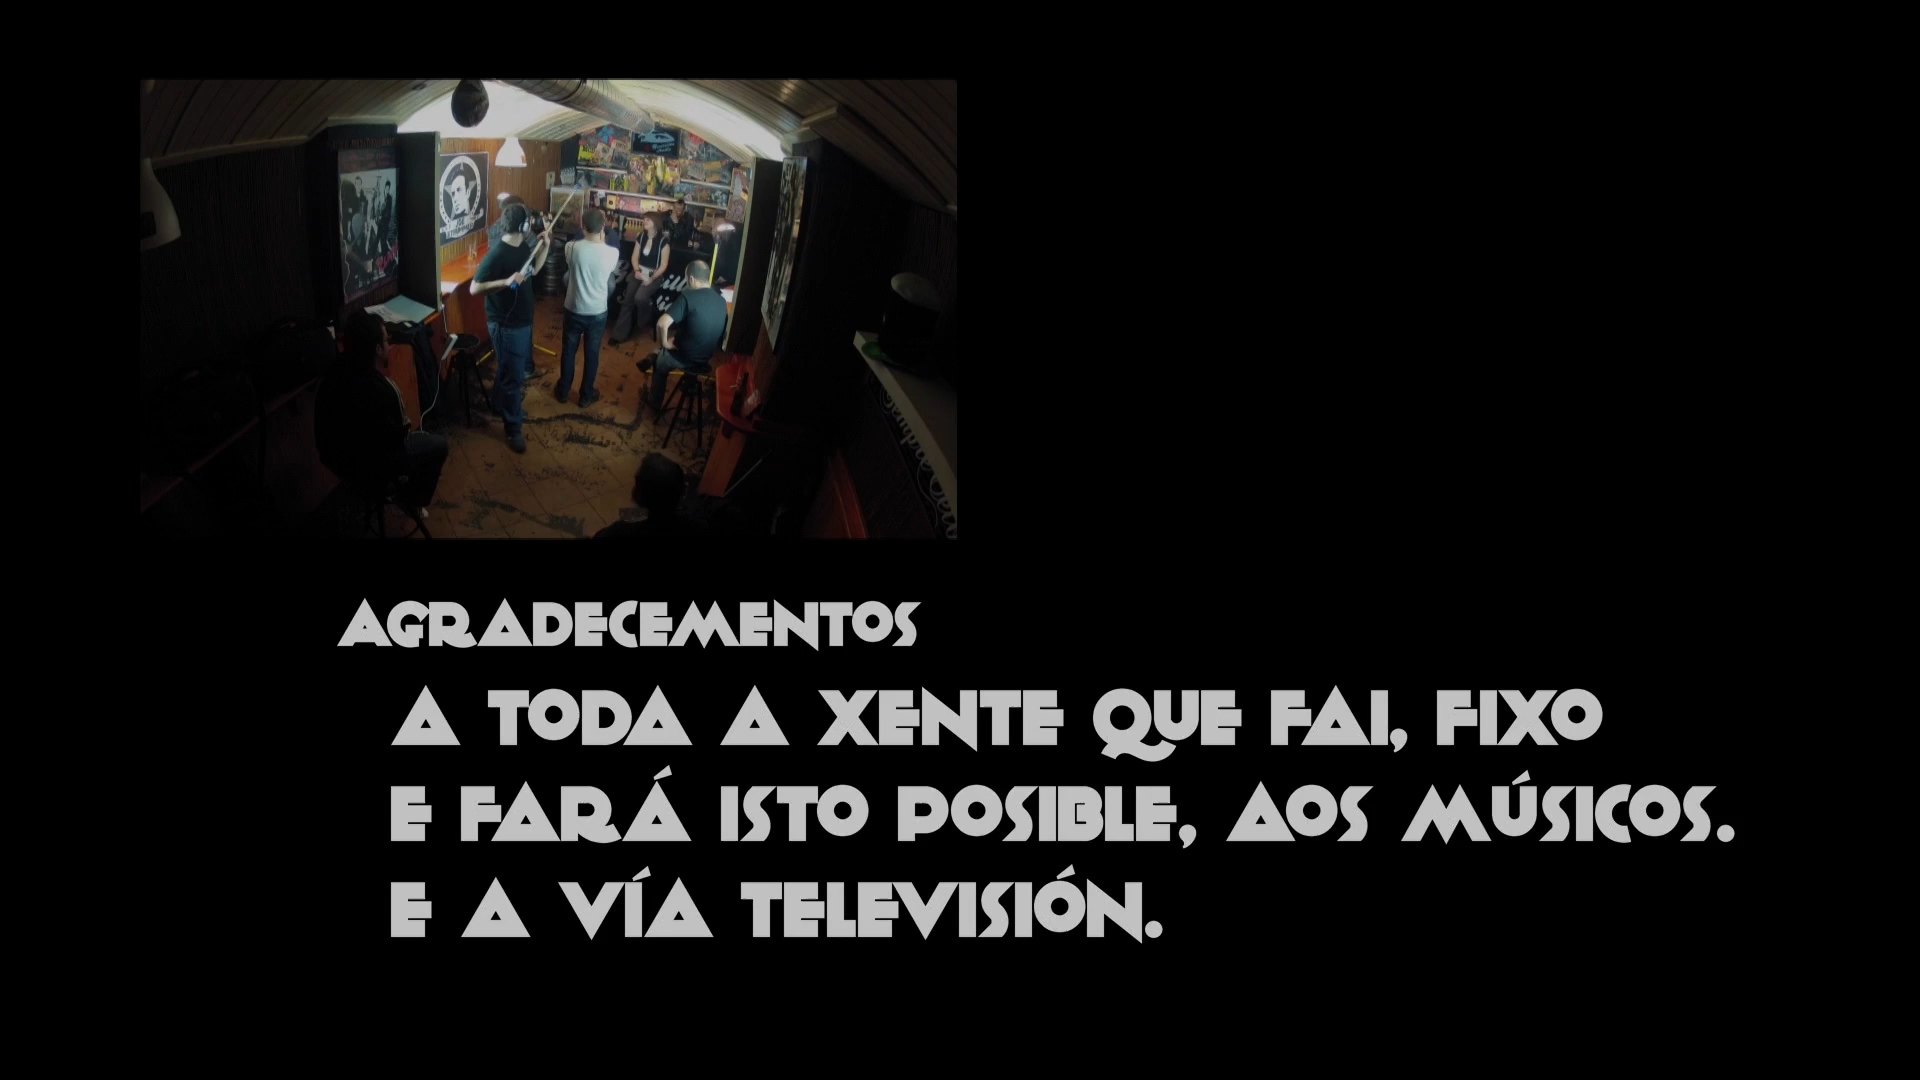 AGRADECEMENTOS
A TODA A XENTE QUE FAI, FIXO
E FARÁ ISTO POSIBLE, AOS MÚSICOS.
E A VÍA TELEVISIÓN.